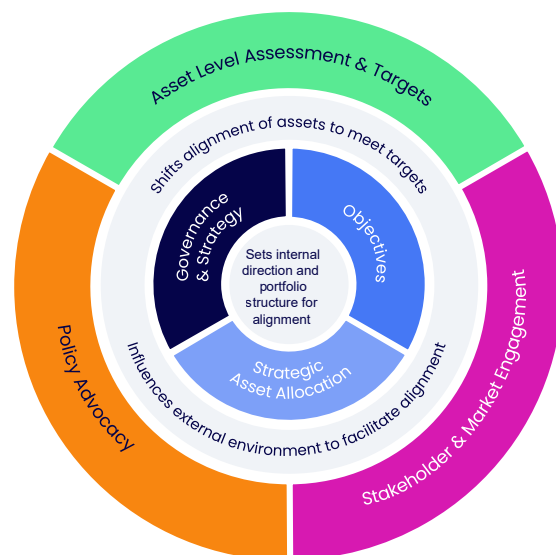 Asset Level Assessment & Targets
Shifts alignment of assets to meet targets
Governance
& Strategy
Objectives
Sets internal
direction and
portfolio
structure for
alignment
Strategic
Asset Allocation
Influences external environment to facilitate alignment
Policy Advocacy
Stakeholder & Market Engagement